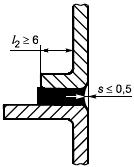 l₂ ≥ 6
s ≤ 0,5